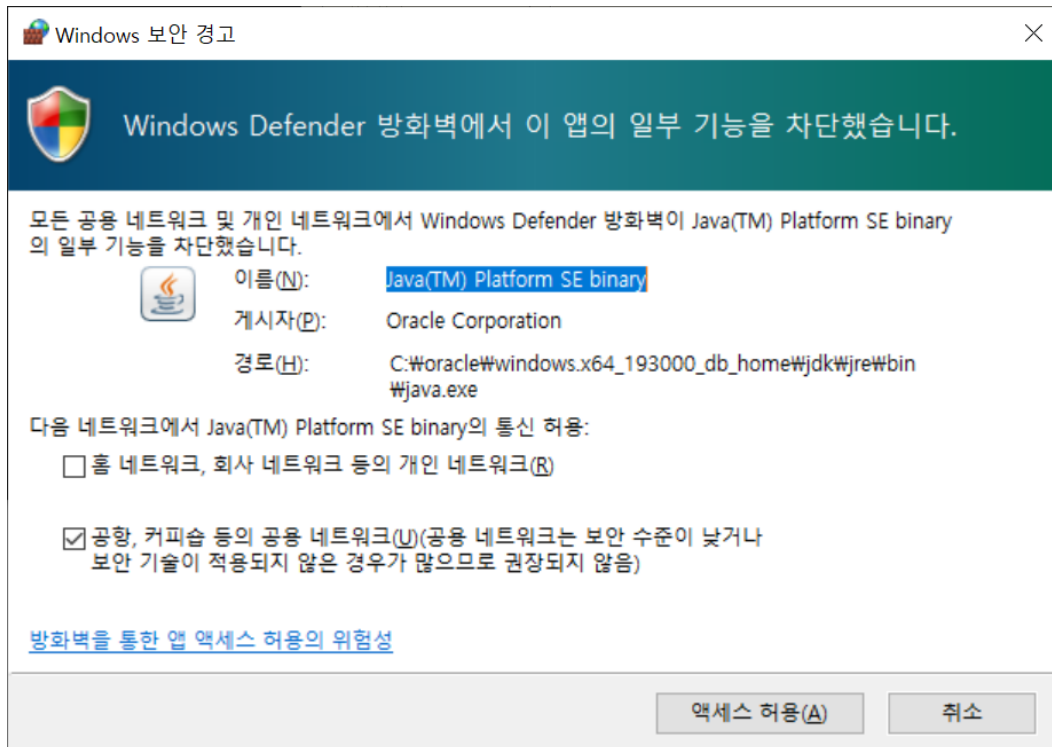 Windows 보안 경고
Windows Defender 방화벽에서 이 앱의 일부 기능을 차단했습니다.
모든 공용 네트워크 및 개인 네트워크에서 Windows Defender 방화벽이 Java(TM) Platform SE binary
의 일부 기능을 차단했습니다.
이름(N): Java(TM) Platform SE binary
게시자(P): Oracle Corporation
경로(H): C:₩oracle₩windows.x64_193000_db_home₩jdk₩jre₩bin
₩java.exe
다음 네트워크에서 Java(TM) Platform SE binary의 통신 허용:
홈 네트워크, 회사 네트워크 등의 개인 네트워크(R)
공항, 커피숍 등의 공용 네트워크(U)(공용 네트워크는 보안 수준이 낮거나
보안 기술이 적용되지 않은 경우가 많으므로 권장되지 않음)
방화벽을 통한 앱 액세스 허용의 위험성
액세스 허용(A) 취소